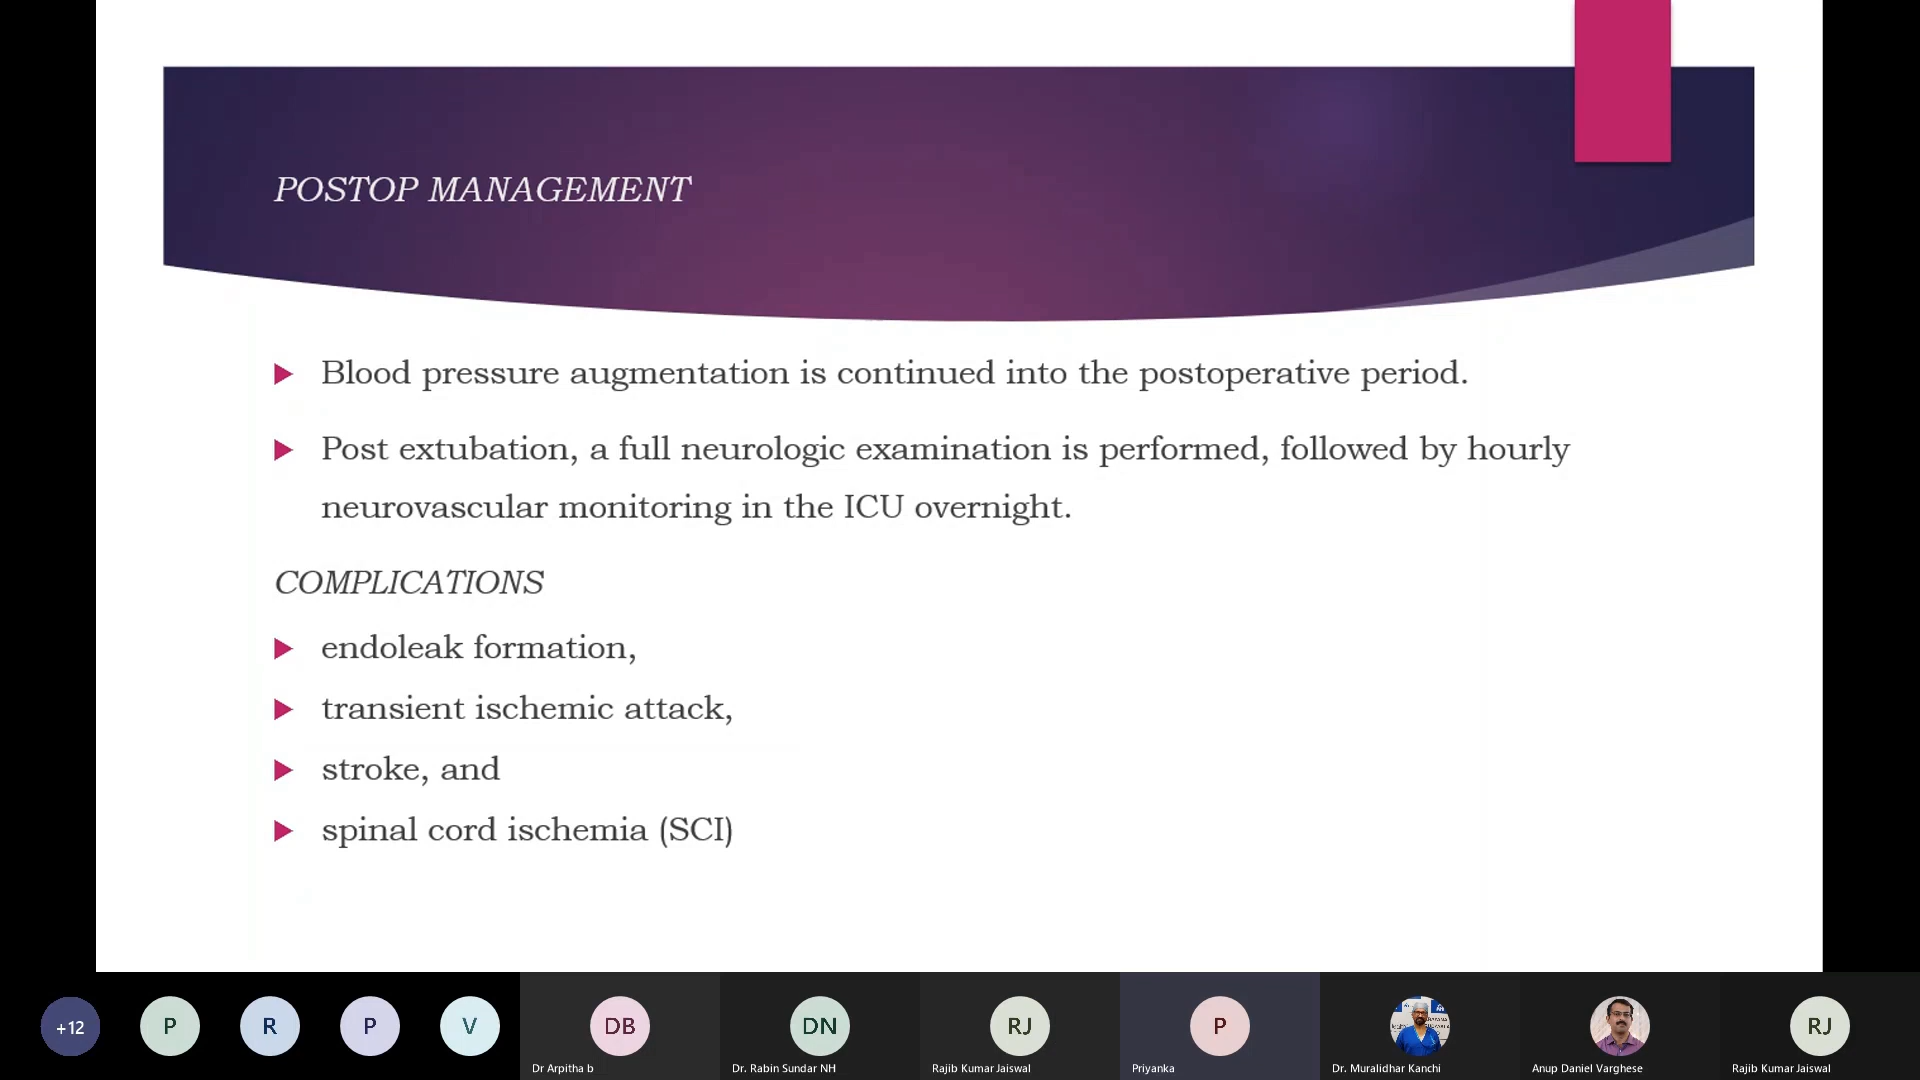 POSTOP MANAGEMENT
Blood pressure augmentation is continued into the postoperative period.
Post extubation, a full neurologic examination is performed, followed by hourly
neurovascular monitoring in the ICU overnight.
COMPLICATIONS
endoleak formation,
transient ischemic attack,
stroke, and
spinal cord ischemia (SCI)
+12
P
R
P
V
DB
Dr Arpitha b
DN
Dr. Rabin Sundar NH
RJ
Rajib Kumar Jaiswal
P
Priyanka
Dr. Muralidhar Kanchi
Anup Daniel Varghese
RJ
Rajib Kumar Jaiswal